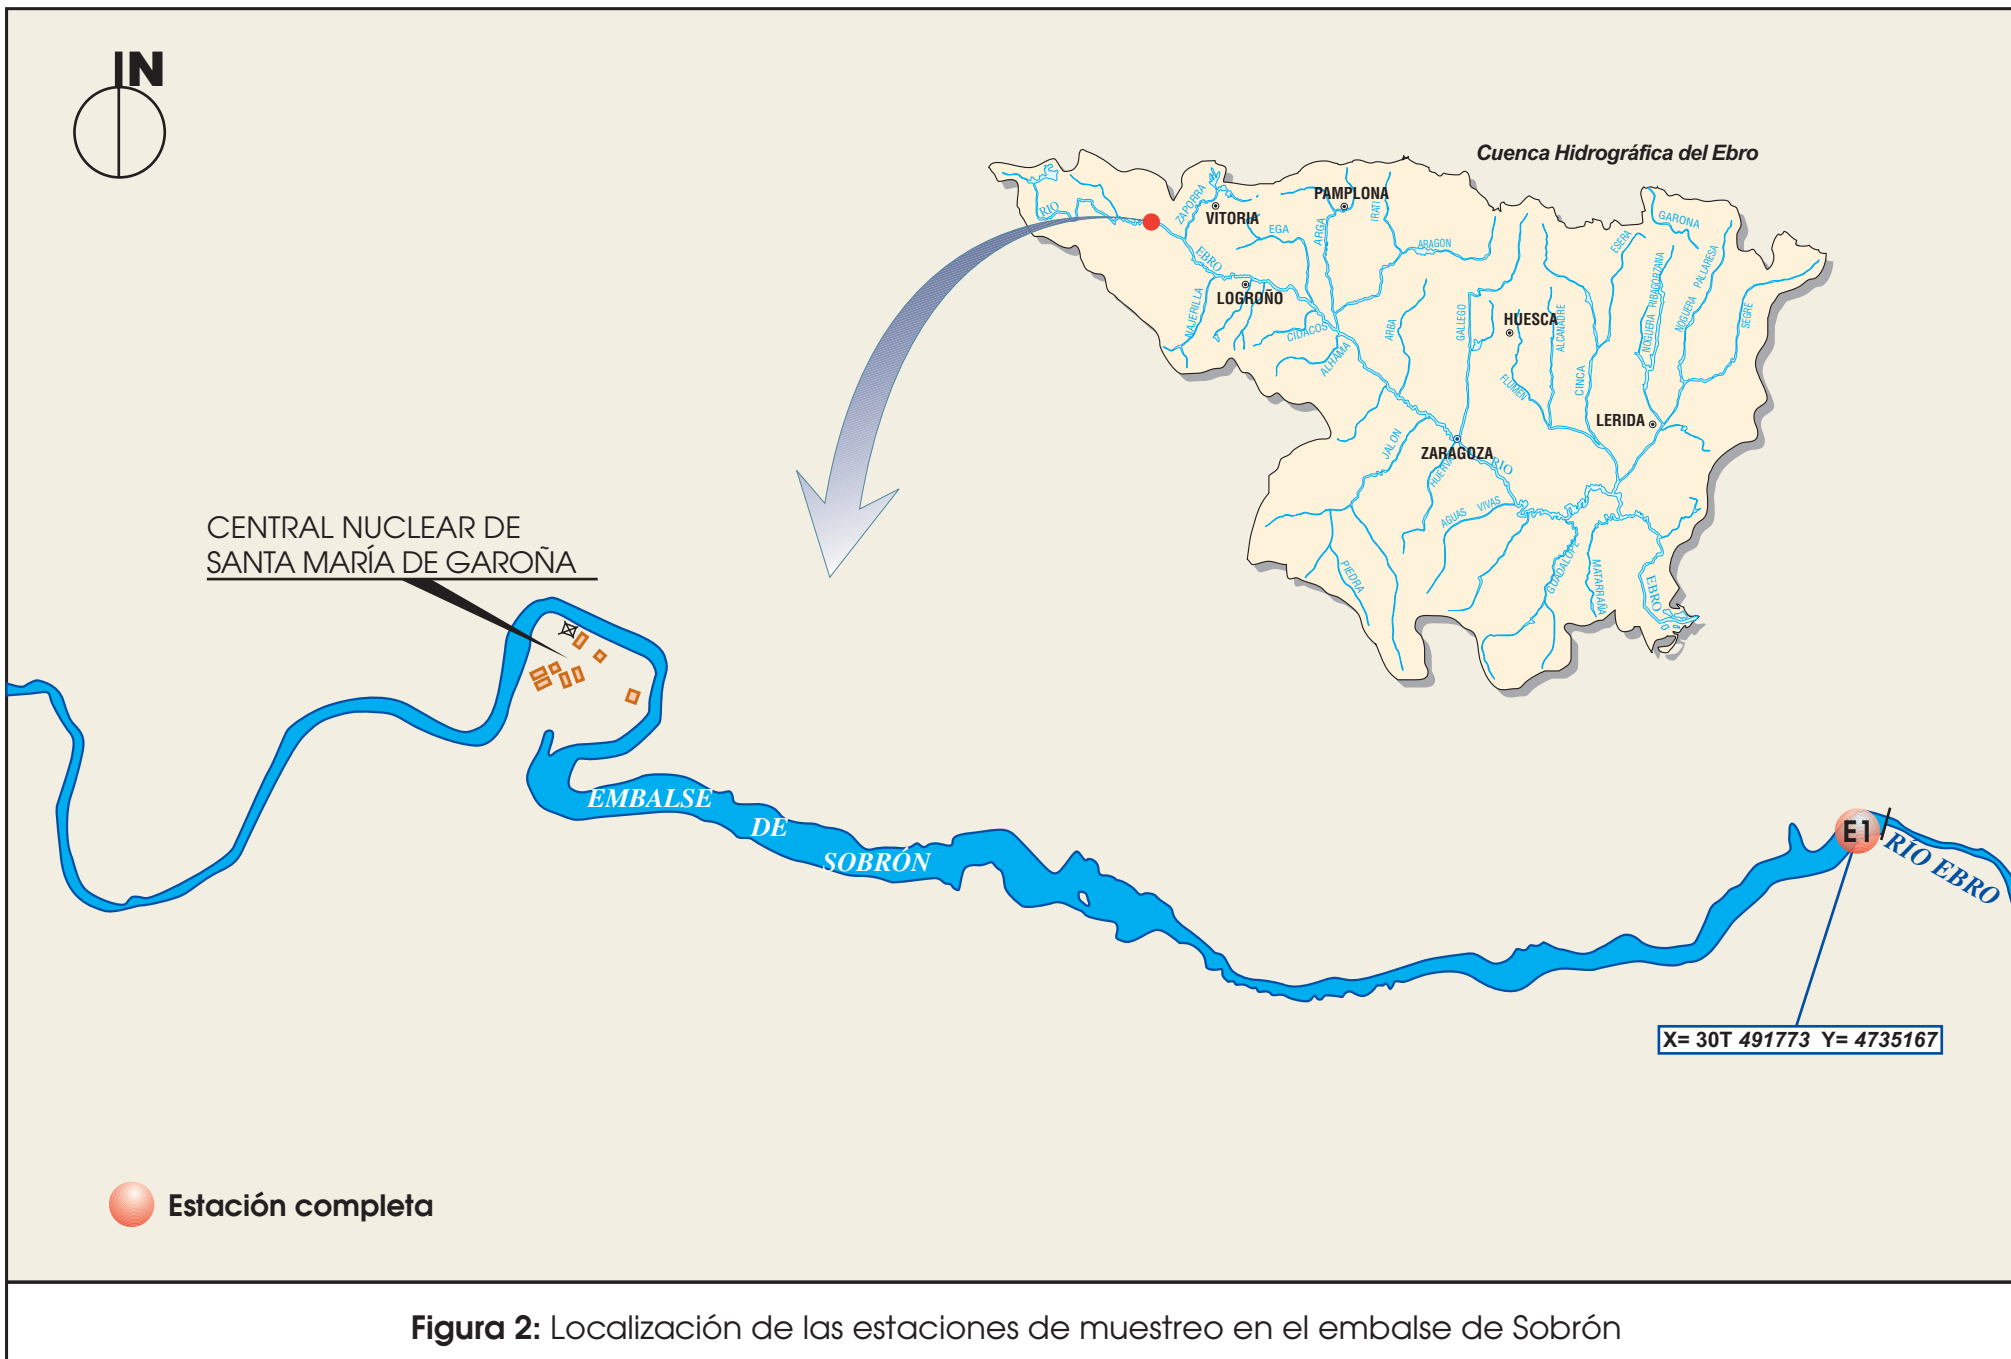 IN
Cuenca Hidrográfica del Ebro
PAMPLONA
VITORIA
ZAPORRA
RIO
EGA
ARGA
IRATI
ARAGON
EBRO
LOGROÑO
NAJERILLA
CIDACOS
ALHAMA
ARBA
GALLEGO
HUESCA
ALCANADRE
FLUMEN
CINCA
ESERA
GARONA
NOGUERA RIBAGORZANA
NOGUERA PALLARESA
SEGRE
LERIDA
ZARAGOZA
RIO
JALON
HUERVA
AGUAS VIVAS
PIEDRA
GUADALOPE
MATARRAÑA
EBRO
CENTRAL NUCLEAR DE
SANTA MARÍA DE GAROÑA
EMBALSE
DE
SOBRÓN
E1
RÍO EBRO
X= 30T 491773 Y= 4735167
Estación completa
Figura 2: Localización de las estaciones de muestreo en el embalse de Sobrón